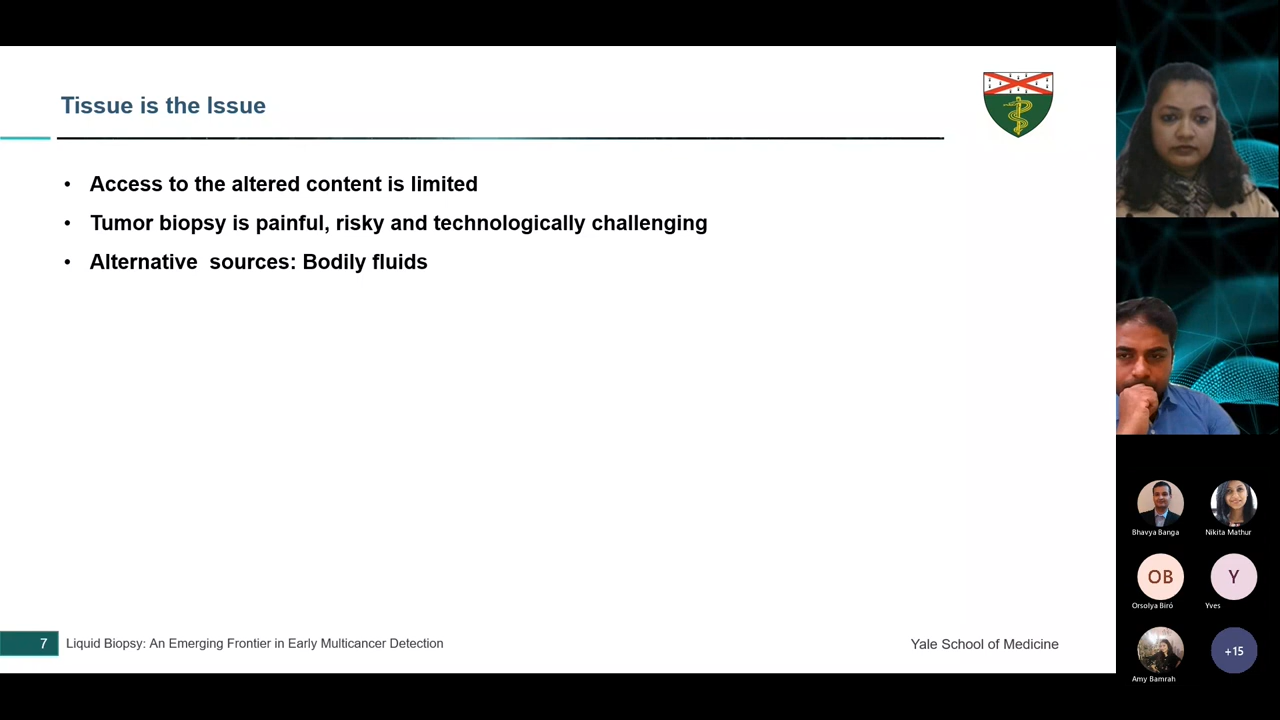 Tissue is the Issue
• Access to the altered content is limited
• Tumor biopsy is painful, risky and technologically challenging
• Alternative  sources: Bodily fluids
7
Liquid Biopsy: An Emerging Frontier in Early Multicancer Detection
Yale School of Medicine
Bhavya Banga
Nikita Mathur
OB
Y
Orsolya Biró
Yves
+15
Amy Bamrah